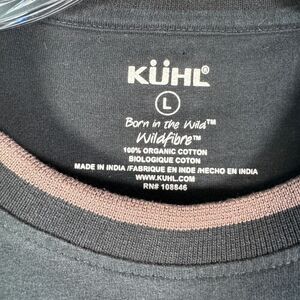 KÜHL®
L
Born in the Wild™
Wildfibre™
100% ORGANIC COTTON
BIOLOGIQUE COTON
MADE IN INDIA /FABRIQUE EN INDE /HECHO EN INDIA
WWW.KUHL.COM
RN# 108846